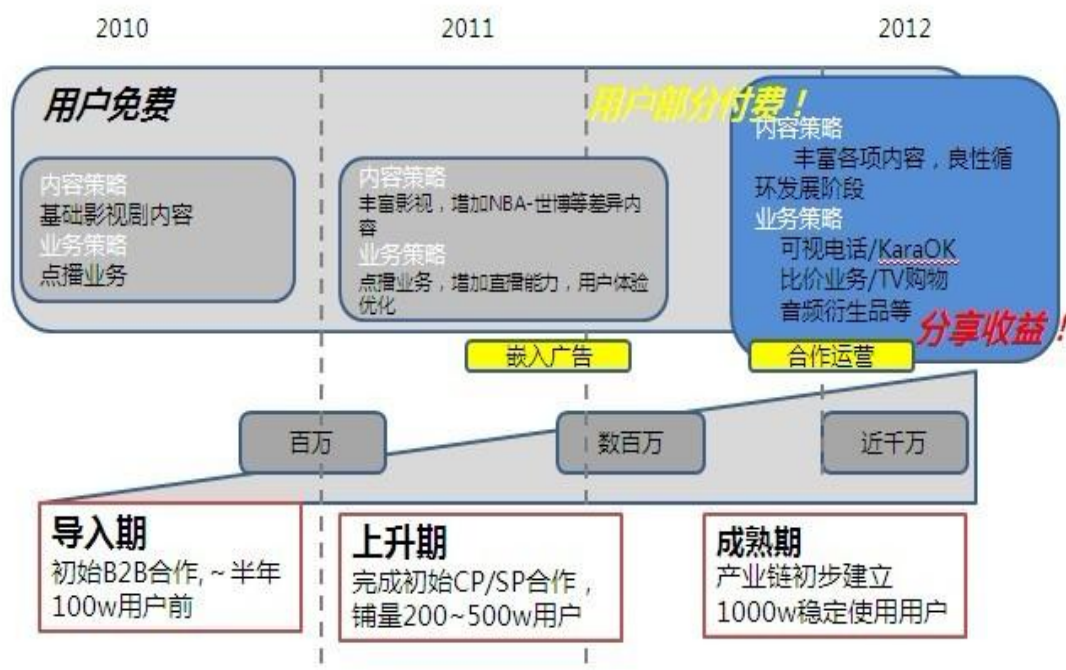 2010
2011
2012
用户免费
用户部分付费！
内容策略
基础影视剧内容
业务策略
点播业务
内容策略
丰富影视，增加NBA-世博等差异内
容
业务策略
点播业务，增加直播能力，用户体验
优化
内容策略
丰富各项内容，良性循
环发展阶段
业务策略
可视电话/KaraOK
比价业务/TV购物
音频衍生品等
分享收益！
嵌入广告
合作运营
百万
数百万
近千万
导入期
初始B2B合作,～半年
100w用户前
上升期
完成初始CP/SP合作，
铺量200~500w用户
成熟期
产业链初步建立
1000w稳定使用用户